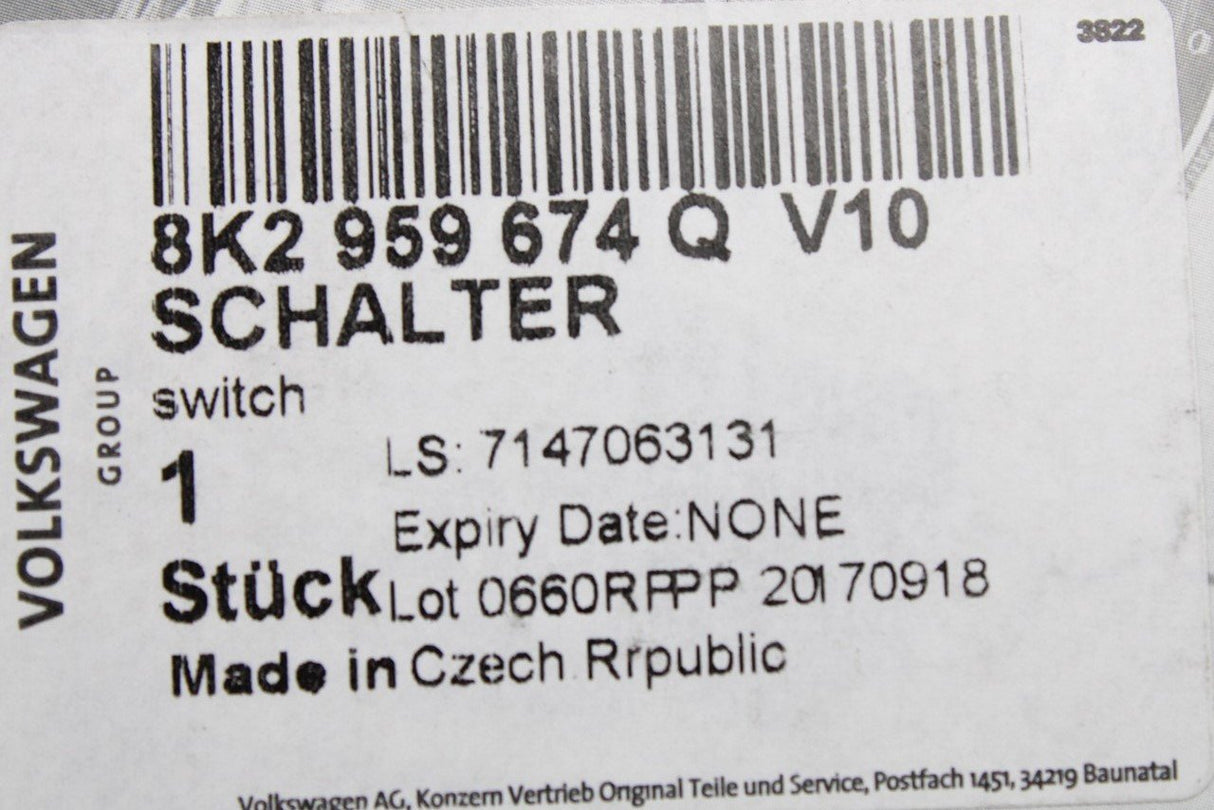 3822
8K2 959 674 Q V10
SCHALTER
switch
1
LS: 7147063131
Expiry Date:NONE
Stück
Lot 0660RPPP 20170918
Made in Czech Rrpublic
VOLKSWAGEN
GROUP
Volkswagen AG, Konzern Vertrieb Original Teile und Service, Postfach 1451, 34219 Baunatal